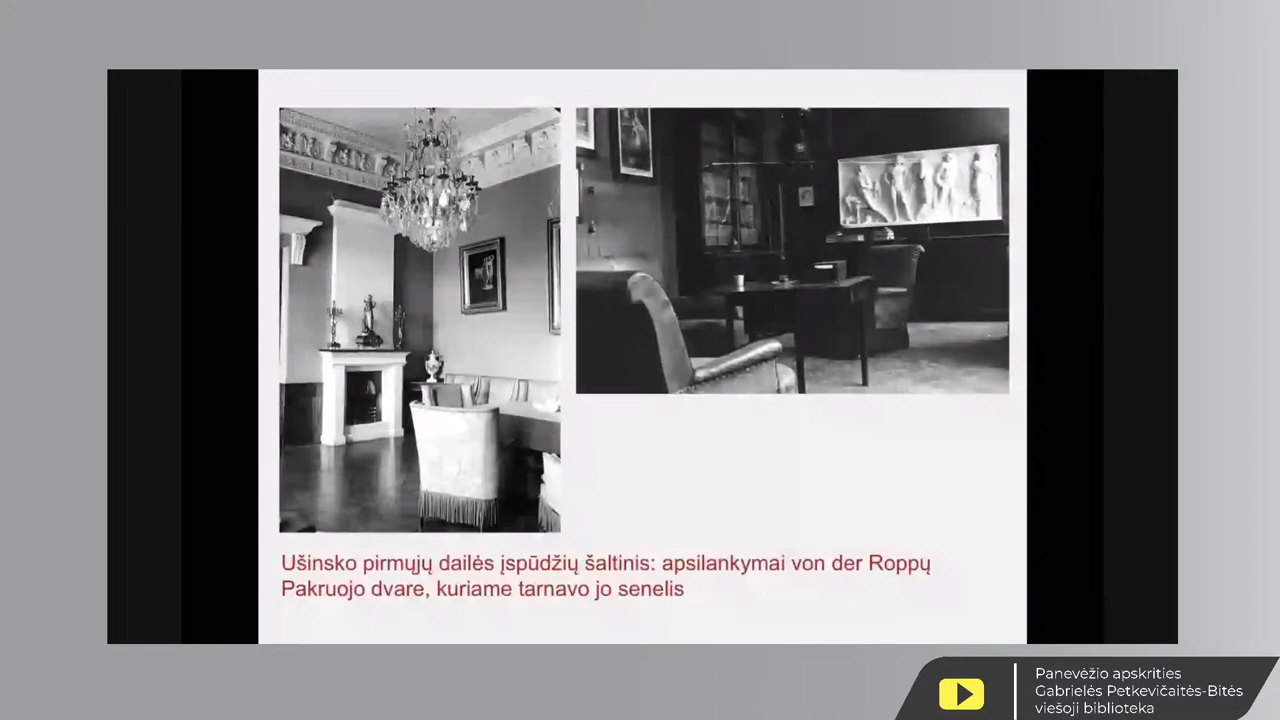 Ušinsko pirmųjų dailės įspūdžių šaltinis: apsilankymai von der Roppų
Pakruojo dvare, kuriame tarnavo jo senelis
Panevėžio apskrities
Gabrielės Petkevičaitės-Bitės
viešoji biblioteka